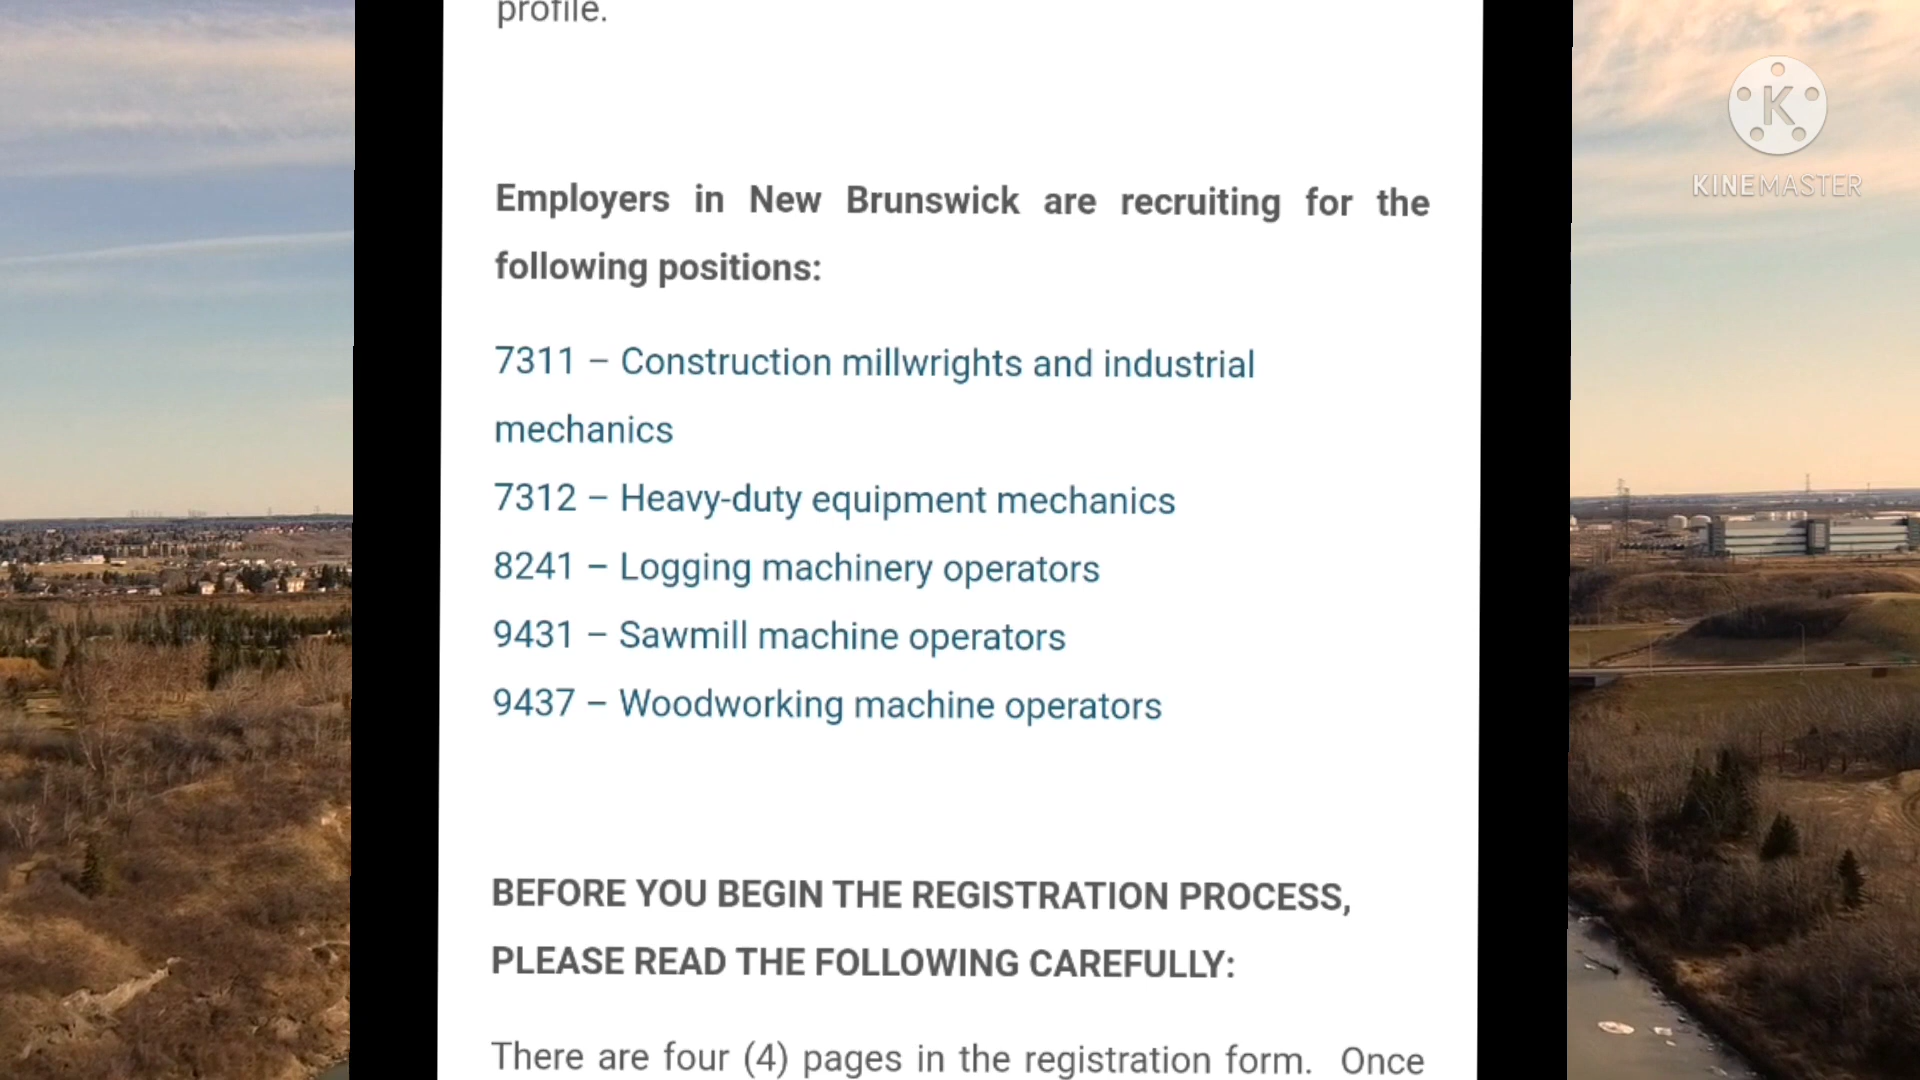 profile.
K
KINEMASTER
Employers in New Brunswick are recruiting for the
following positions:
7311 – Construction millwrights and industrial
mechanics
7312 – Heavy-duty equipment mechanics
8241 – Logging machinery operators
9431 – Sawmill machine operators
9437 – Woodworking machine operators
BEFORE YOU BEGIN THE REGISTRATION PROCESS,
PLEASE READ THE FOLLOWING CAREFULLY:
There are four (4) pages in the registration form. Once